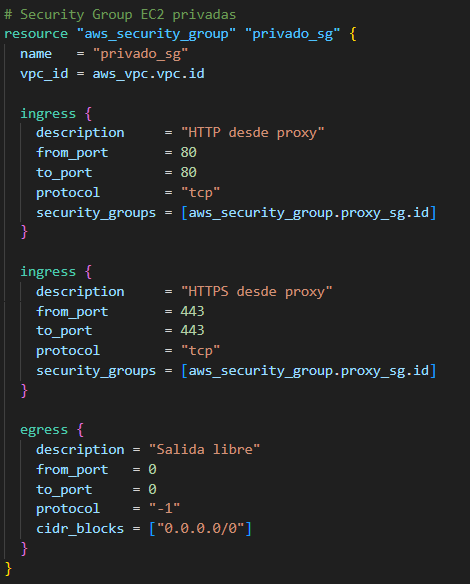 # Security Group EC2 privadas
resource "aws_security_group" "privado_sg" {
  name   = "privado_sg"
  vpc_id = aws_vpc.vpc.id

  ingress {
    description     = "HTTP desde proxy"
    from_port       = 80
    to_port         = 80
    protocol        = "tcp"
    security_groups = [aws_security_group.proxy_sg.id]
  }

  ingress {
    description     = "HTTPS desde proxy"
    from_port       = 443
    to_port         = 443
    protocol        = "tcp"
    security_groups = [aws_security_group.proxy_sg.id]
  }

  egress {
    description = "Salida libre"
    from_port   = 0
    to_port     = 0
    protocol    = "-1"
    cidr_blocks = ["0.0.0.0/0"]
  }
}